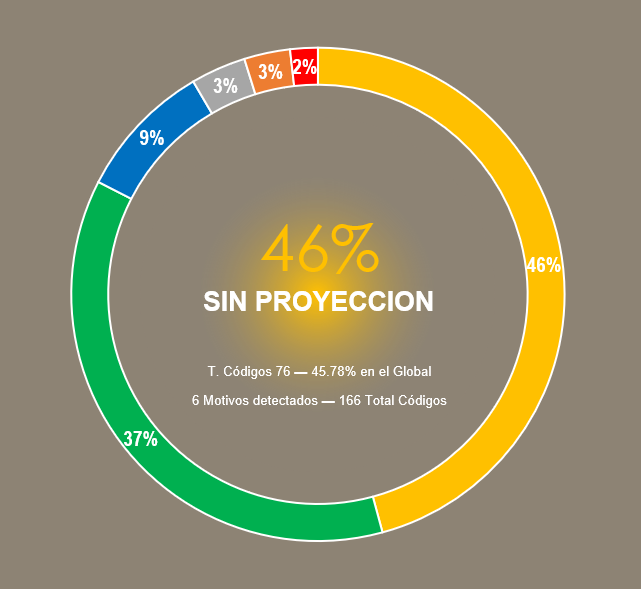 2%
3%
3%
9%
46%
SIN PROYECCION
46%
T. Códigos 76 — 45.78% en el Global
6 Motivos detectados — 166 Total Códigos
37%